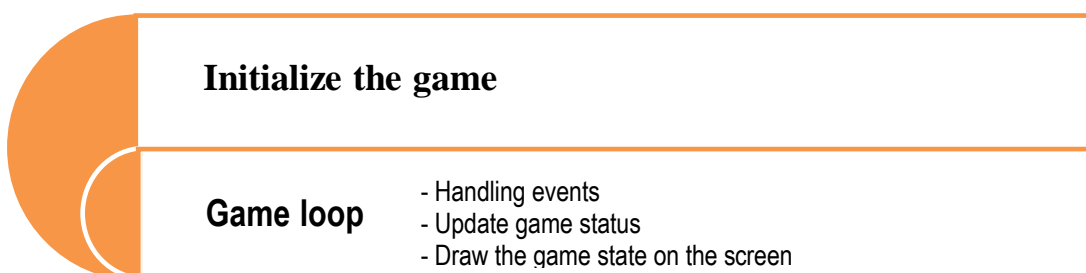 Initialize the game
Game loop
- Handling events
- Update game status
- Draw the game state on the screen